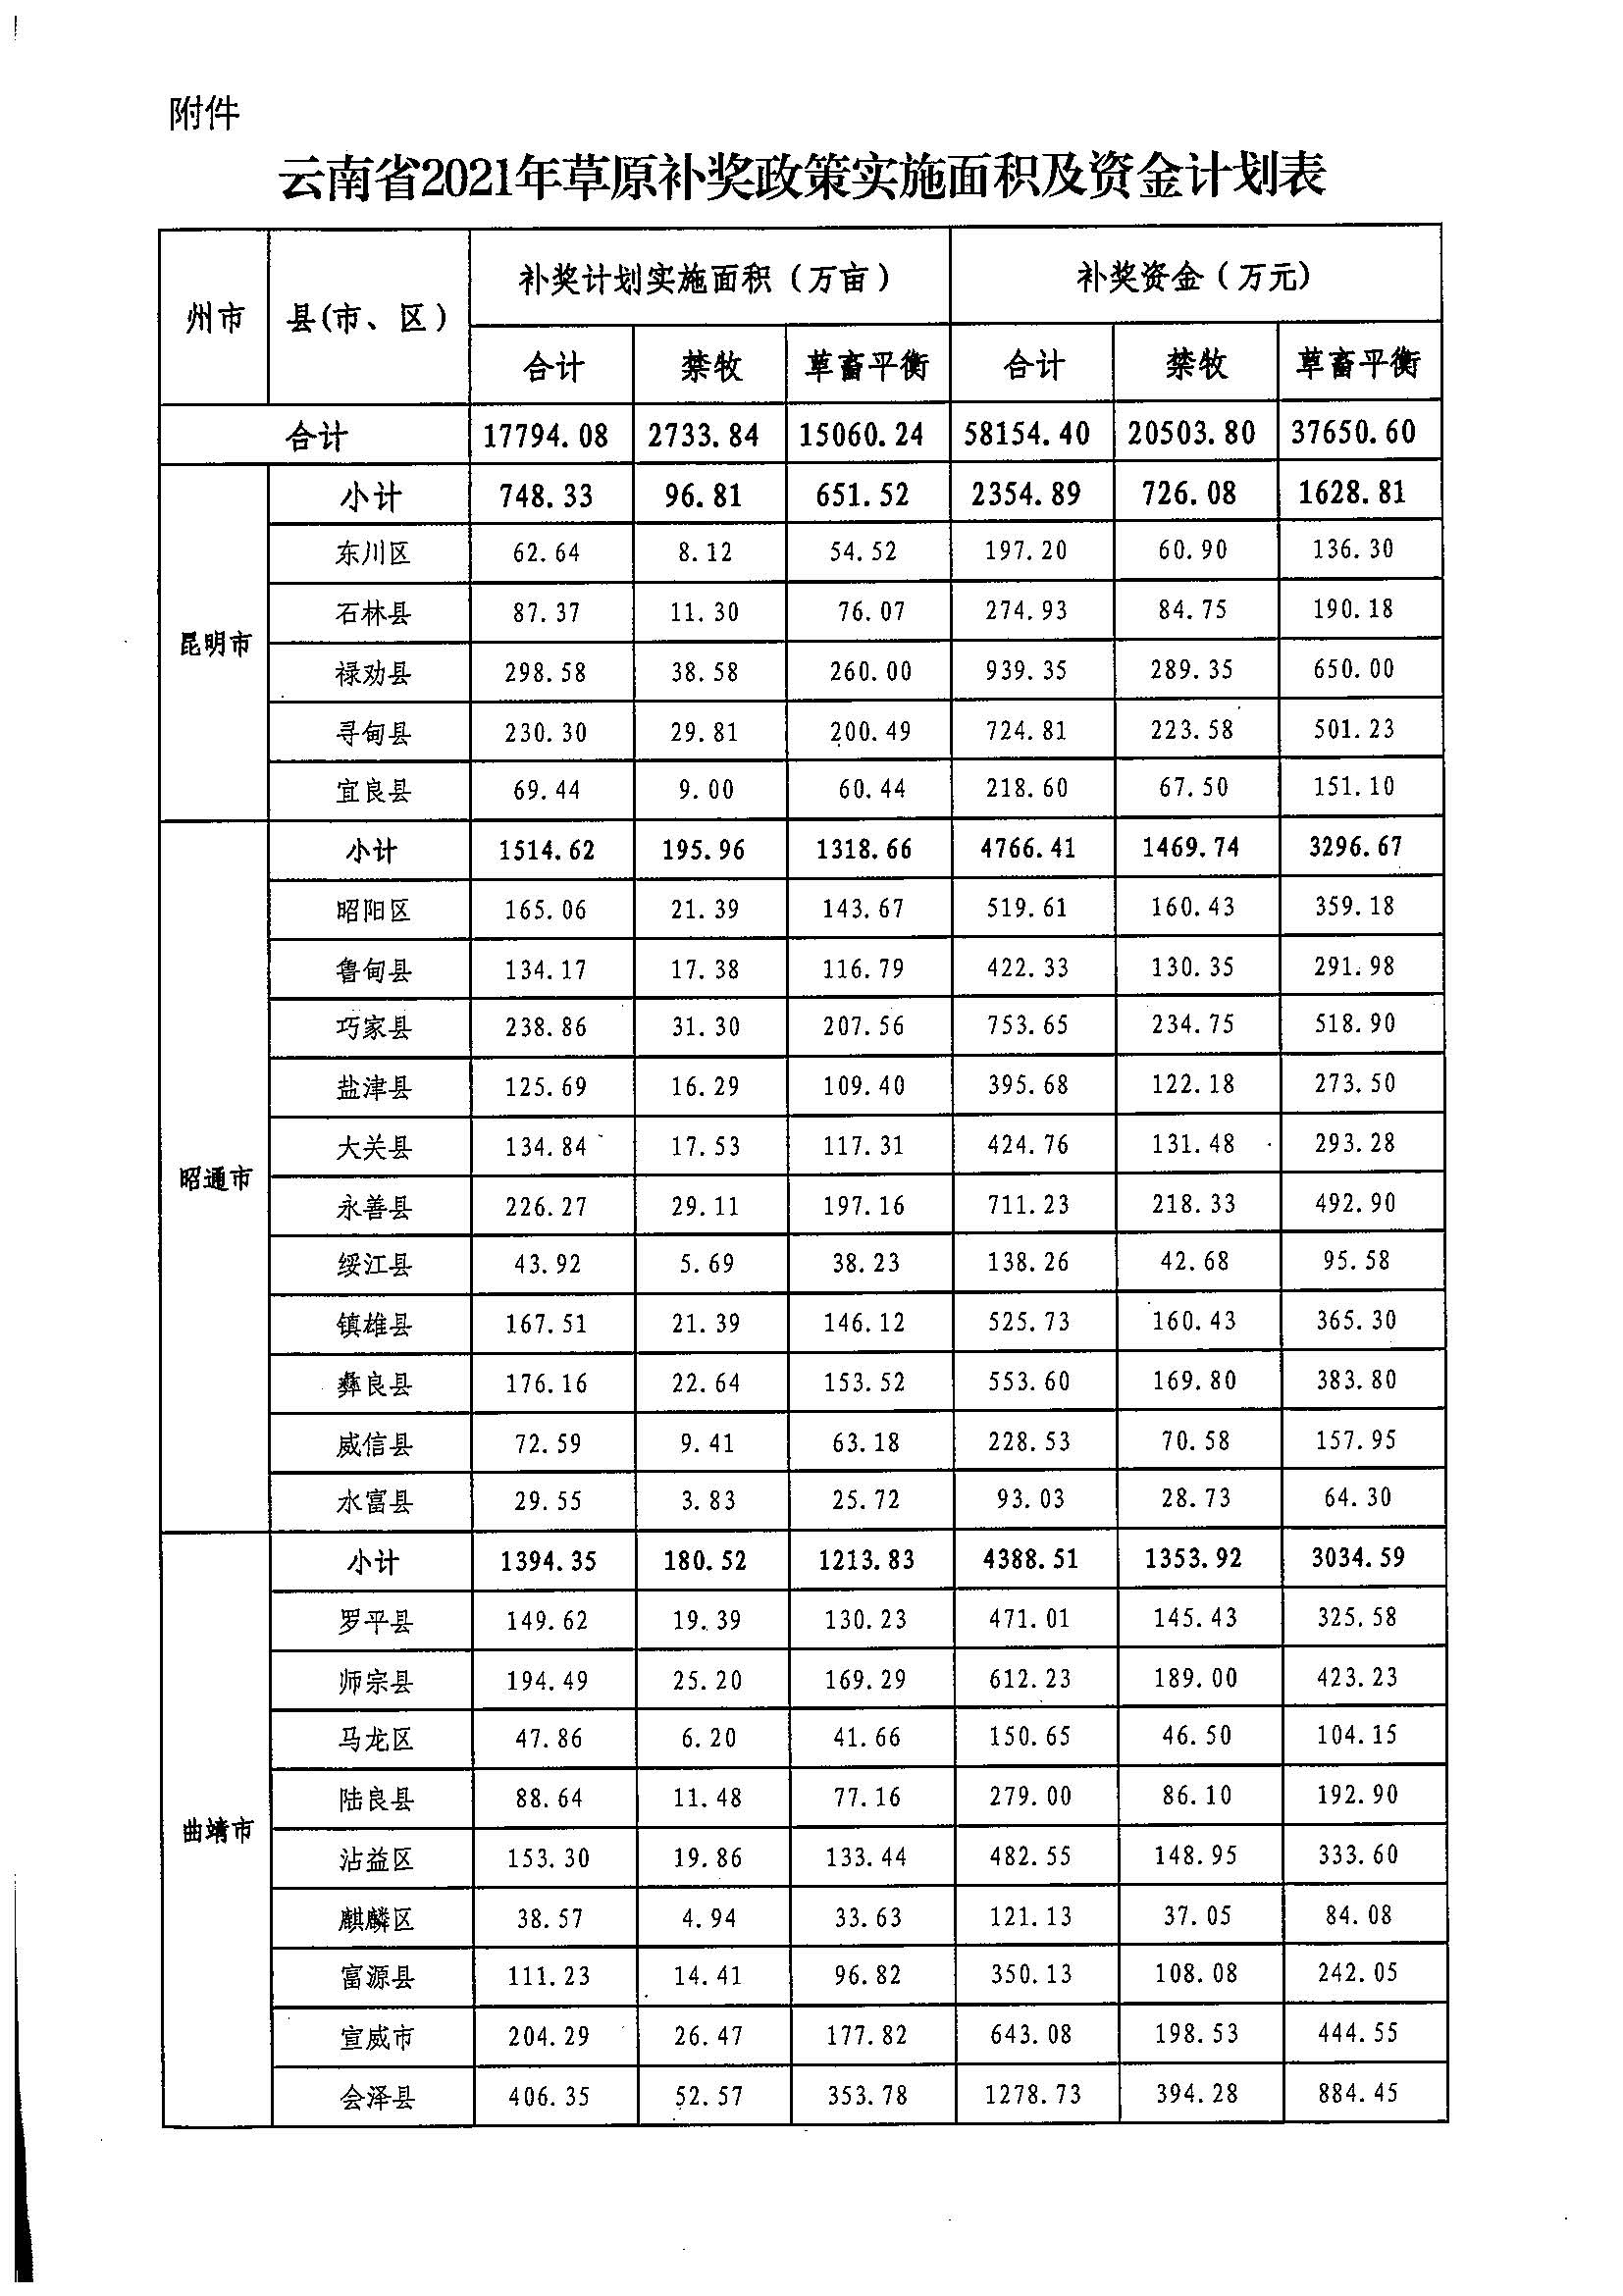 附件
云南省2021年草原补奖政策实施面积及资金计划表
州市 县(市、区) 补奖计划实施面积(万亩) 补奖资金(万元)
合计 禁牧 草畜平衡 合计 禁牧 草畜平衡
合计 17794.08 2733.84 15060.24 58154.40 20503.80 37650.60
昆明市
小计 748.33 96.81 651.52 2354.89 726.08 1628.81
东川区 62.64 8.12 54.52 197.20 60.90 136.30
石林县 87.37 11.30 76.07 274.93 84.75 190.18
禄劝县 298.58 38.58 260.00 939.35 289.35 650.00
寻甸县 230.30 29.81 200.49 724.81 223.58 501.23
宜良县 69.44 9.00 60.44 218.60 67.50 151.10
昭通市
小计 1514.62 195.96 1318.66 4766.41 1469.74 3296.67
昭阳区 165.06 21.39 143.67 519.61 160.43 359.18
鲁甸县 134.17 17.38 116.79 422.33 130.35 291.98
巧家县 238.86 31.30 207.56 753.65 234.75 518.90
盐津县 125.69 16.29 109.40 395.68 122.18 273.50
大关县 134.84 17.53 117.31 424.76 131.48 293.28
永善县 226.27 29.11 197.16 711.23 218.33 492.90
绥江县 43.92 5.69 38.23 138.26 42.68 95.58
镇雄县 167.51 21.39 146.12 525.73 160.43 365.30
彝良县 176.16 22.64 153.52 553.60 169.80 383.80
威信县 72.59 9.41 63.18 228.53 70.58 157.95
水富县 29.55 3.83 25.72 93.03 28.73 64.30
曲靖市
小计 1394.35 180.52 1213.83 4388.51 1353.92 3034.59
罗平县 149.62 19.39 130.23 471.01 145.43 325.58
师宗县 194.49 25.20 169.29 612.23 189.00 423.23
马龙区 47.86 6.20 41.66 150.65 46.50 104.15
陆良县 88.64 11.48 77.16 279.00 86.10 192.90
沾益区 153.30 19.86 133.44 482.55 148.95 333.60
麒麟区 38.57 4.94 33.63 121.13 37.05 84.08
富源县 111.23 14.41 96.82 350.13 108.08 242.05
宣威市 204.29 26.47 177.82 643.08 198.53 444.55
会泽县 406.35 52.57 353.78 1278.73 394.28 884.45